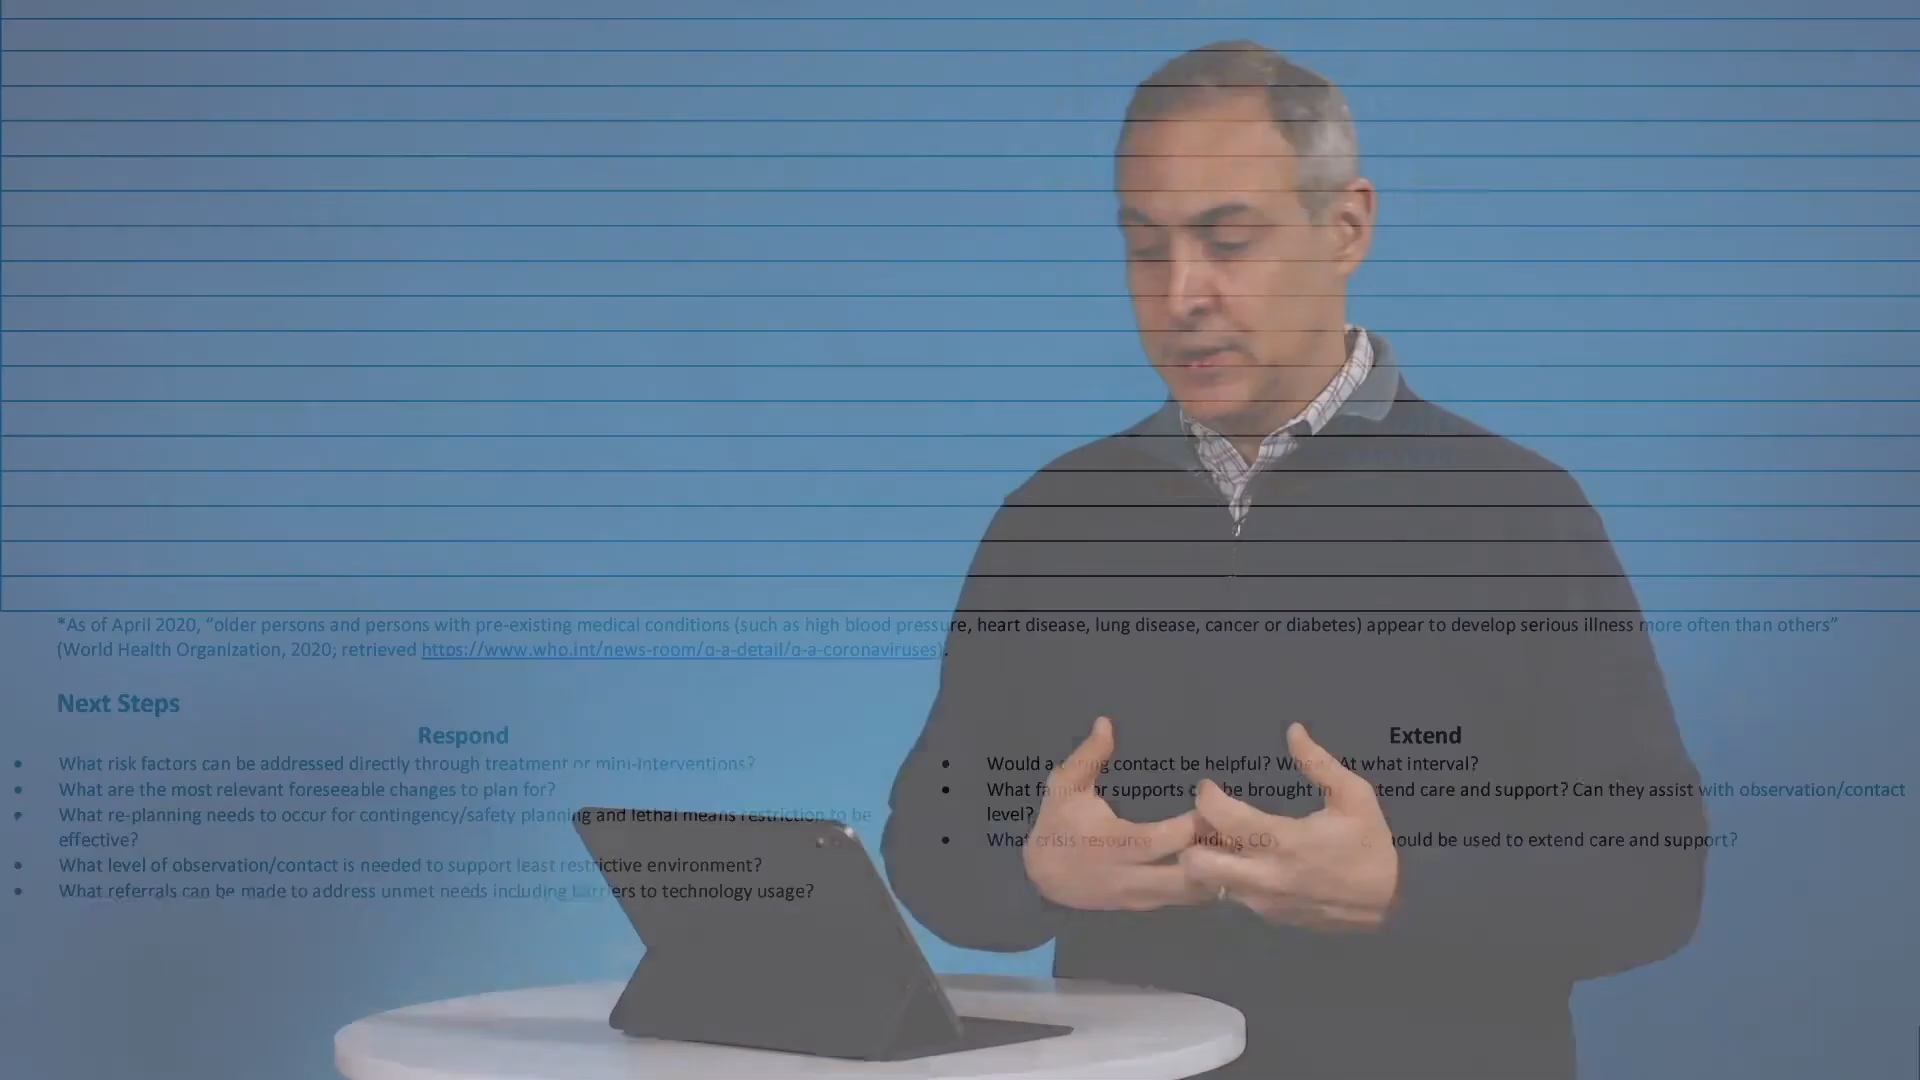 *As of April 2020, “older persons and persons with pre-existing medical conditions (such as high blood pressure, heart disease, lung disease, cancer or diabetes) appear to develop serious illness more often than others”
(World Health Organization, 2020; retrieved https://www.who.int/news-room/q-a-detail/q-a-coronaviruses).
Next Steps
Respond
• What risk factors can be addressed directly through treatment or mini-interventions?
• What are the most relevant foreseeable changes to plan for?
• What re-planning needs to occur for contingency/safety planning and lethal means restriction to be
effective?
• What level of observation/contact is needed to support least restrictive environment?
• What referrals can be made to address unmet needs including barriers to technology usage?
Extend
• Would a caring contact be helpful? When? At what interval?
• What family or supports can be brought in extend care and support? Can they assist with observation/contact
level?
• What crisis resource should be used to extend care and support?